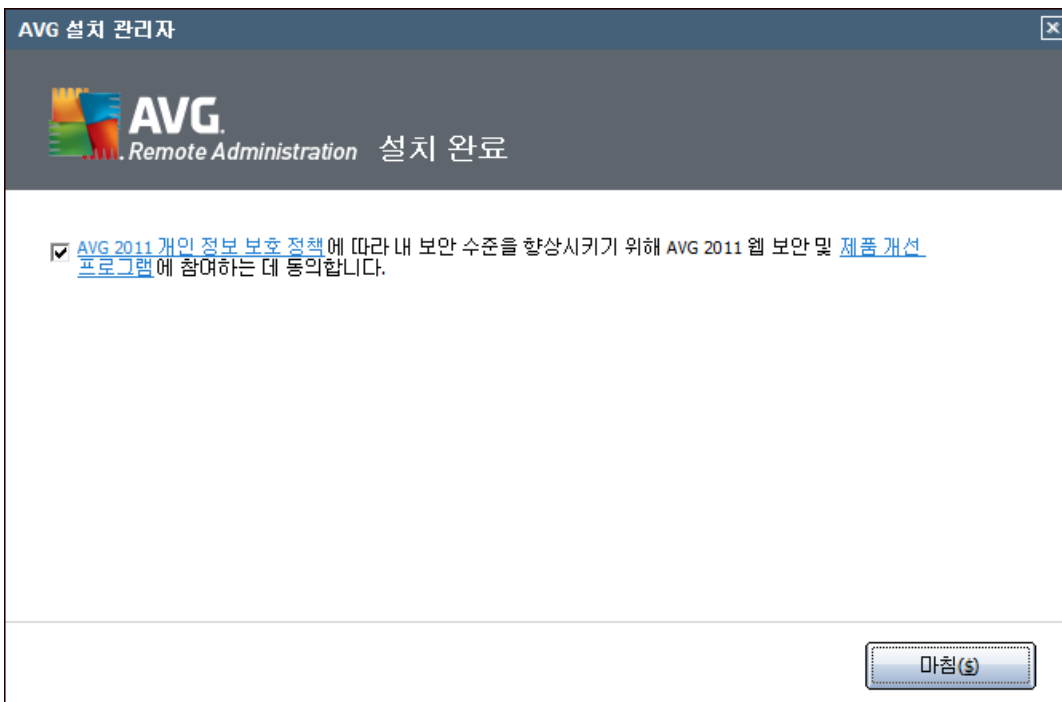 AVG 설치 관리자
AVG.
Remote Administration 설치 완료
AVG 2011 개인 정보 보호 정책에 따라 내 보안 수준을 향상시키기 위해 AVG 2011 웹 보안 및 제품 개선
프로그램에 참여하는 데 동의합니다.
마침($)